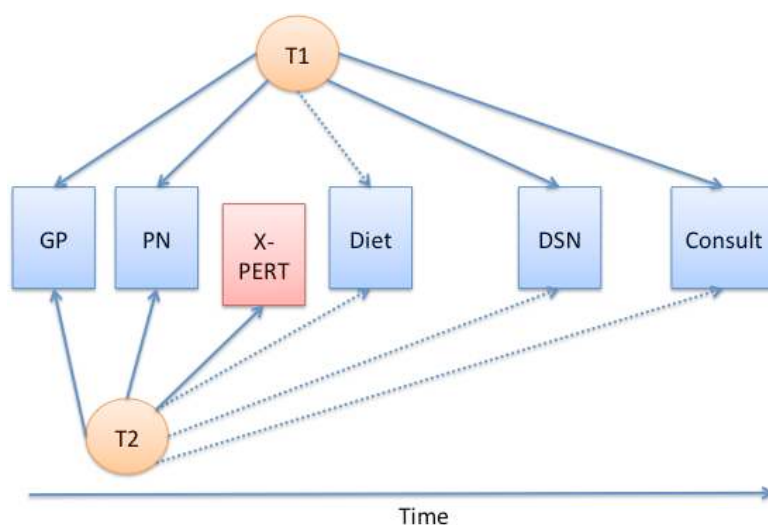 T1
GP
PN
X-
PERT
Diet
DSN
Consult
T2
Time